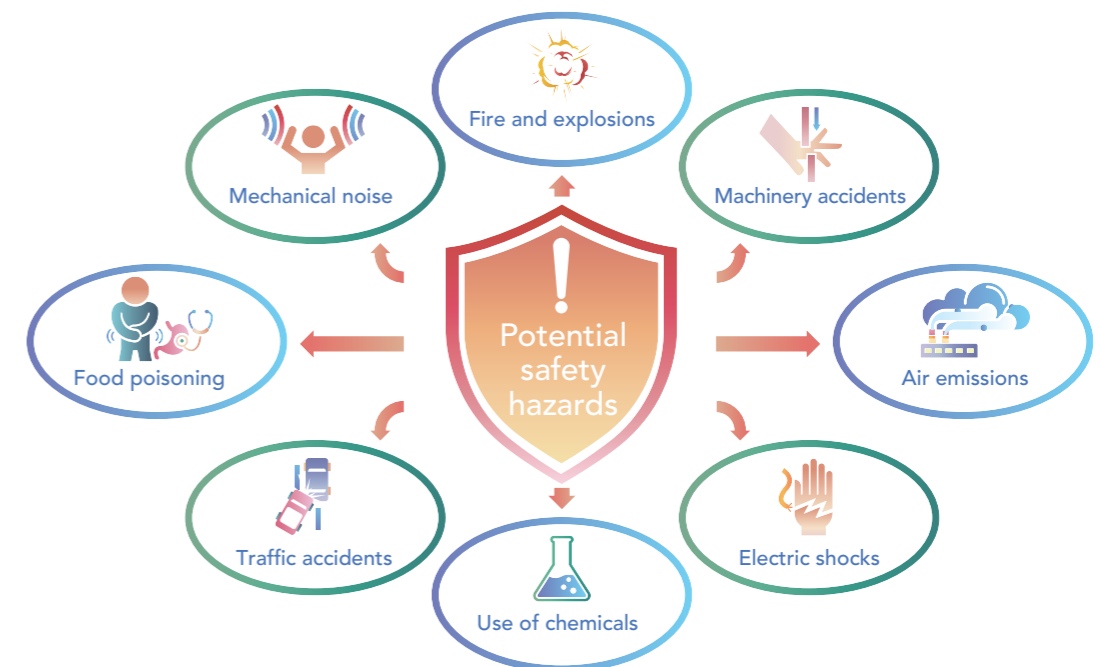 Fire and explosions
Mechanical noise
Machinery accidents
!
Potential
safety
hazards
Food poisoning
Air emissions
Traffic accidents
Electric shocks
Use of chemicals